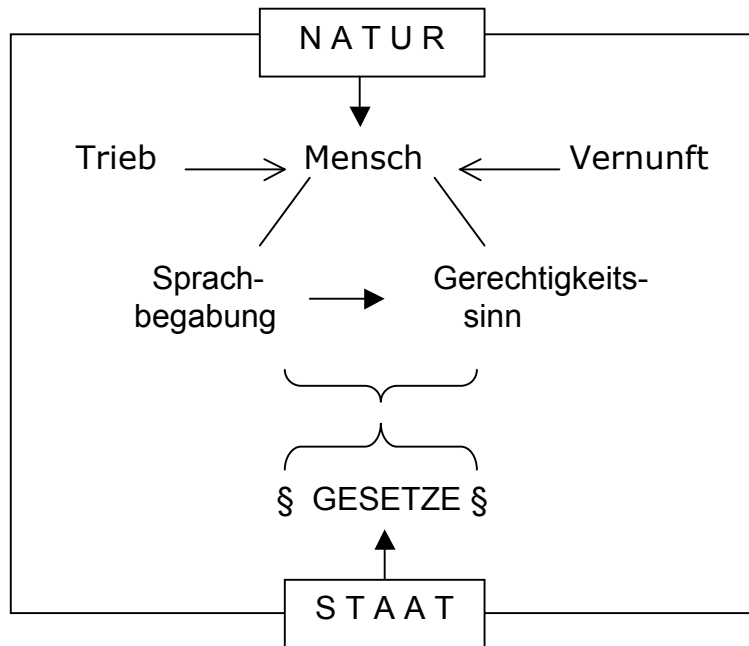 N A T U R
Trieb Mensch Vernunft
Sprach-
begabung
Gerechtigkeits-
sinn
§ GESETZE §
S T A A T